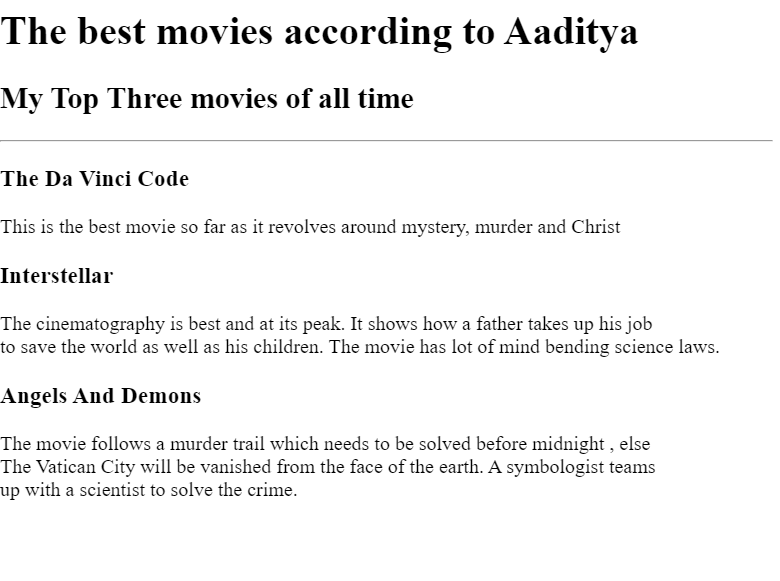 The best movies according to Aaditya
My Top Three movies of all time
The Da Vinci Code
This is the best movie so far as it revolves around mystery, murder and Christ
Interstellar
The cinematography is best and at its peak. It shows how a father takes up his job
to save the world as well as his children. The movie has lot of mind bending science laws.
Angels And Demons
The movie follows a murder trail which needs to be solved before midnight , else
The Vatican City will be vanished from the face of the earth. A symbologist teams
up with a scientist to solve the crime.